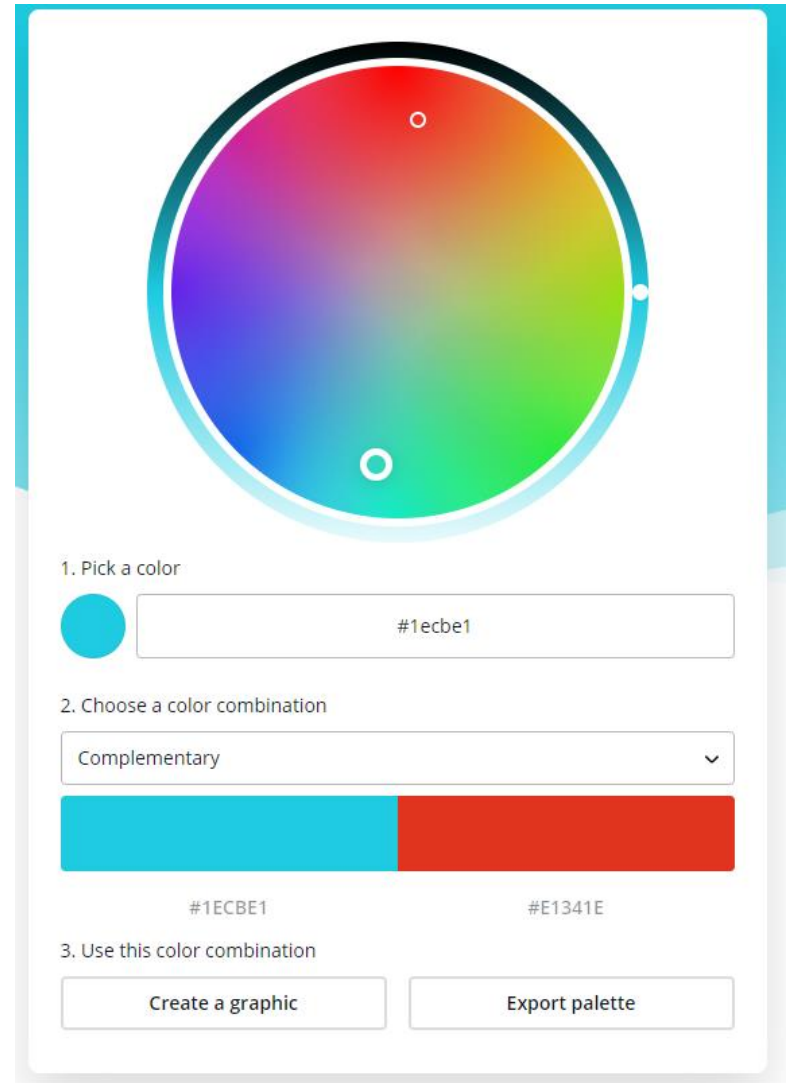 1. Pick a color
#1ecbe1
2. Choose a color combination
Complementary
#1ECBE1
#E1341E
3. Use this color combination
Create a graphic
Export palette